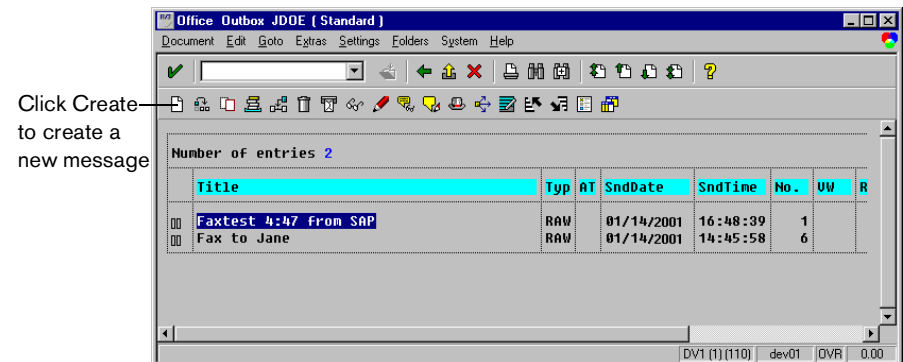 Office Outbox JDOE ( Standard )
Document Edit Goto Extras Settings Folders System Help
Click Create
to create a
new message
Number of entries 2
Title Typ AT SndDate SndTime No. VW R
Faxtest 4:47 from SAP RAW 01/14/2001 16:48:39 1
Fax to Jane RAW 01/14/2001 14:45:58 6
DV1 (1) (110) dev01 OVR 0.00